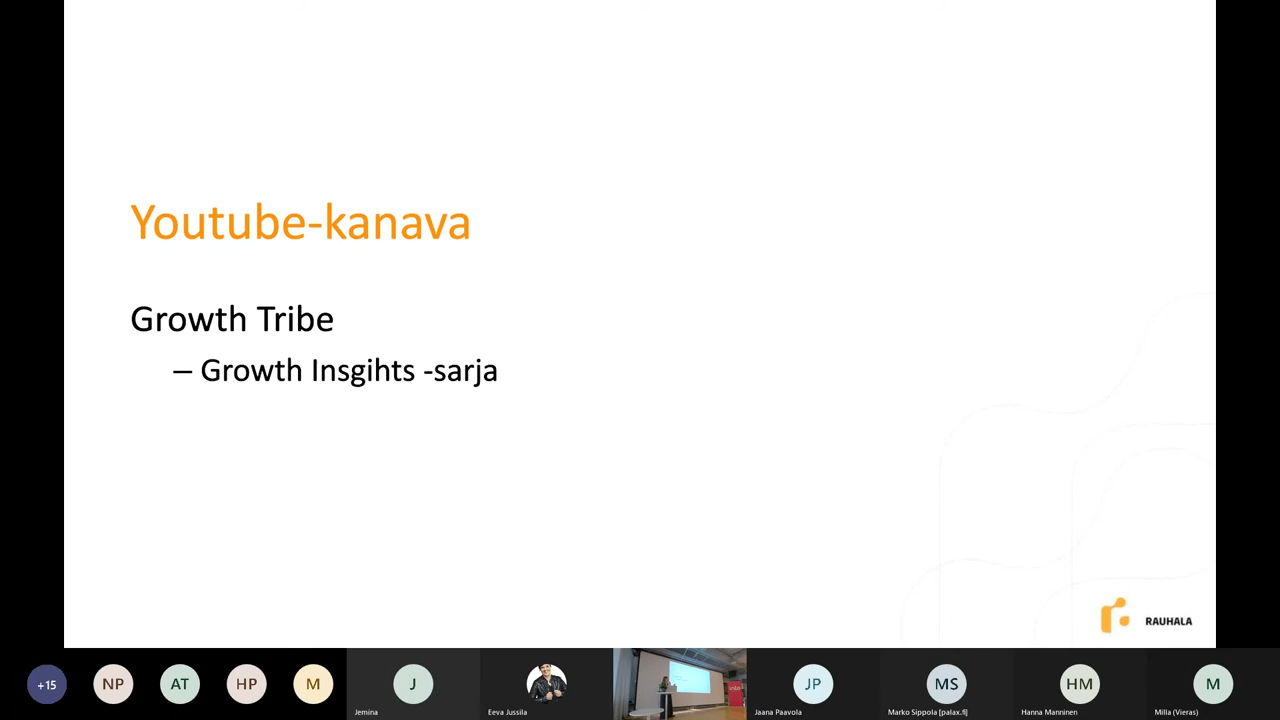 Youtube-kanava
Growth Tribe
– Growth Insgihts -sarja
RAUHALA
+15
NP
AT
HP
M
J
JP
MS
HM
M
Jemina
Eeva Jussila
Jaana Paavola
Marko Sippola [palax.fi]
Hanna Manninen
Milla (Vieras)